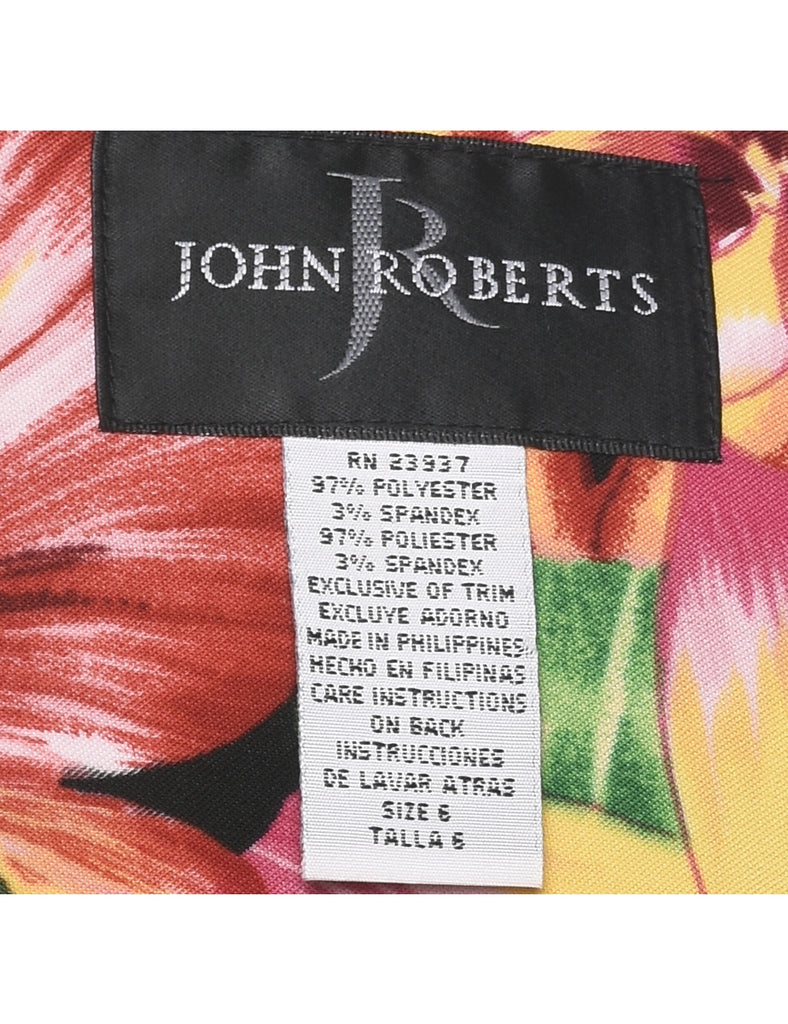 JR
JOHN ROBERTS
RN 23937
97% POLYESTER
3% SPANDEX
97% POLIESTER
3% SPANDEX
EXCLUSIVE OF TRIM
EXCLUYE ADORNO
MADE IN PHILIPPINES
HECHO EN FILIPINAS
CARE INSTRUCTIONS
ON BACK
INSTRUCCIONES
DE LAVAR ATRAS
SIZE 6
TALLA 6